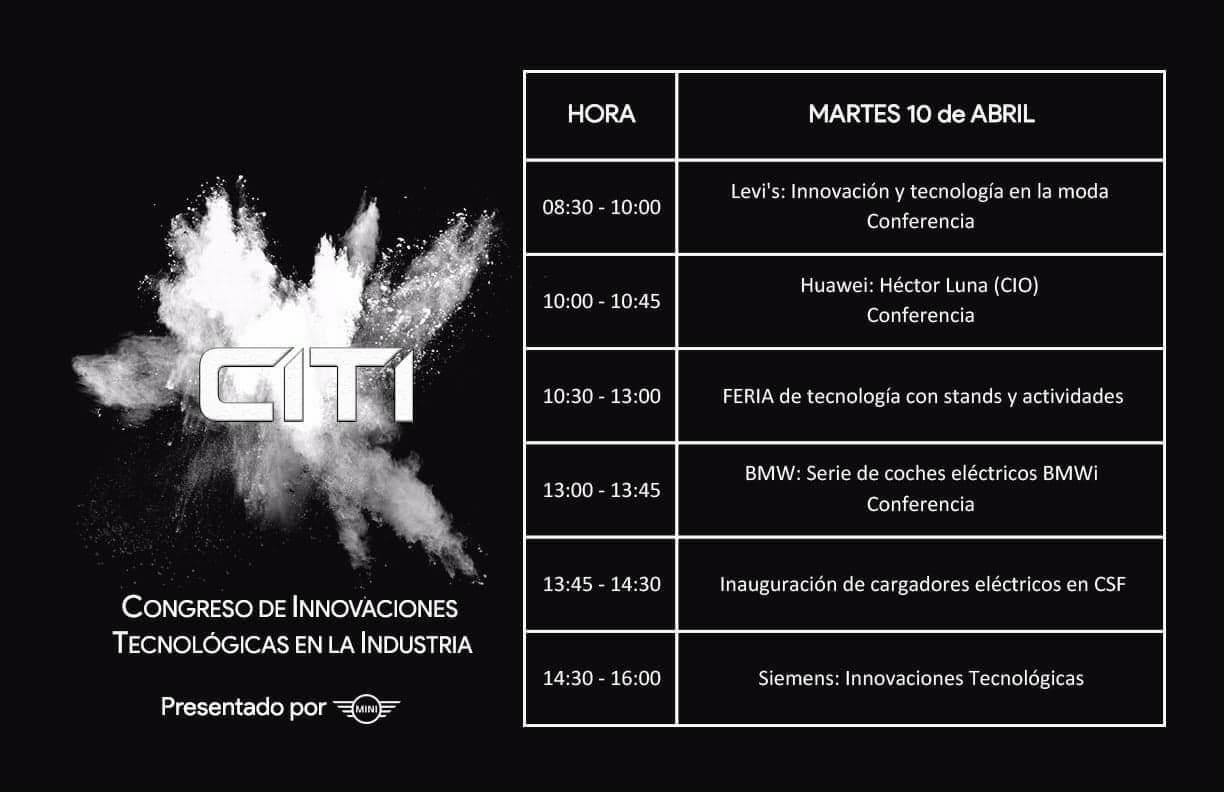 CITI
CONGRESO DE INNOVACIONES
TECNOLÓGICAS EN LA INDUSTRIA
Presentado por MINI
HORA MARTES 10 de ABRIL
08:30 - 10:00 Levi's: Innovación y tecnología en la moda
Conferencia
10:00 - 10:45 Huawei: Héctor Luna (CIO)
Conferencia
10:30 - 13:00 FERIA de tecnología con stands y actividades
13:00 - 13:45 BMW: Serie de coches eléctricos BMWi
Conferencia
13:45 - 14:30 Inauguración de cargadores eléctricos en CSF
14:30 - 16:00 Siemens: Innovaciones Tecnológicas